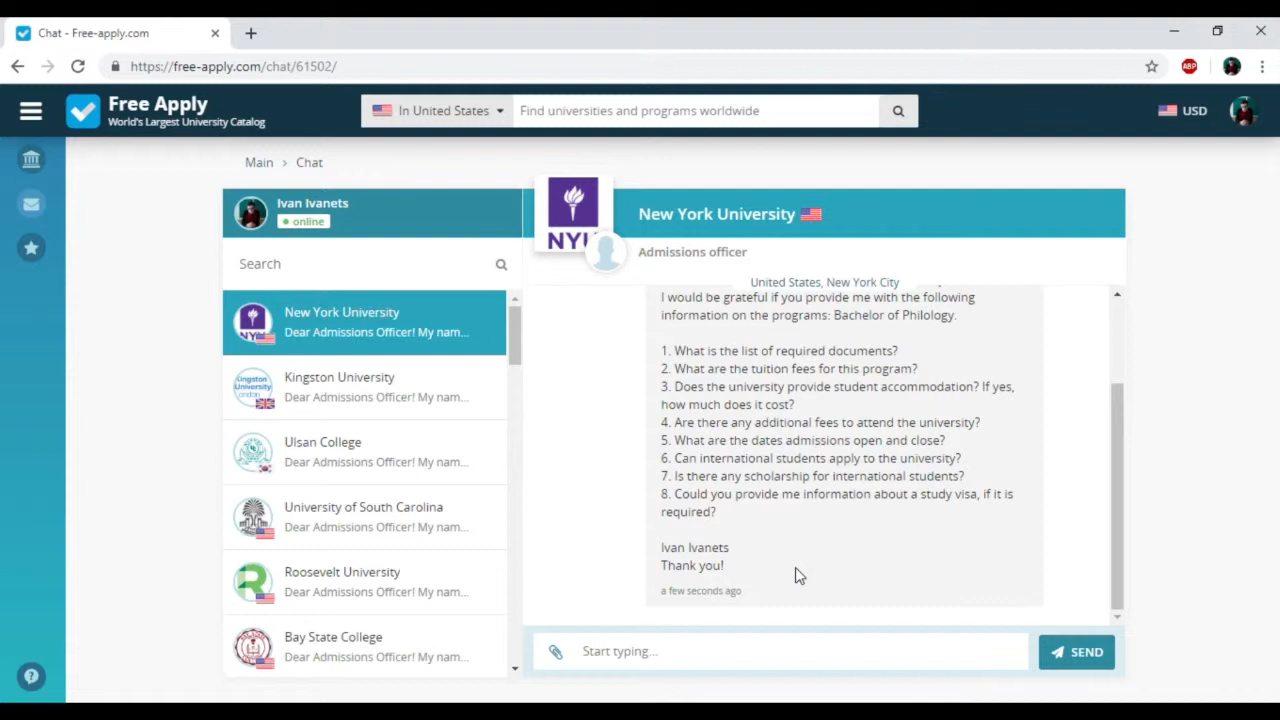 Chat - Free-apply.com
https://free-apply.com/chat/61502/
ABP
Free Apply
World's Largest University Catalog
In United States
Find universities and programs worldwide
USD
Main > Chat
Ivan Ivanets
online
Search
New York University
Dear Admissions Officer! My nam...
Kingston University
Dear Admissions Officer! My nam...
Ulsan College
Dear Admissions Officer! My nam...
University of South Carolina
Dear Admissions Officer! My nam...
Roosevelt University
Dear Admissions Officer! My nam...
Bay State College
Dear Admissions Officer! My nam...
New York University
Admissions officer
United States, New York City
I would be grateful if you provide me with the following
information on the programs: Bachelor of Philology.
1. What is the list of required documents?
2. What are the tuition fees for this program?
3. Does the university provide student accommodation? If yes,
how much does it cost?
4. Are there any additional fees to attend the university?
5. What are the dates admissions open and close?
6. Can international students apply to the university?
7. Is there any scholarship for international students?
8. Could you provide me information about a study visa, if it is
required?
Ivan Ivanets
Thank you!
a few seconds ago
Start typing...
SEND